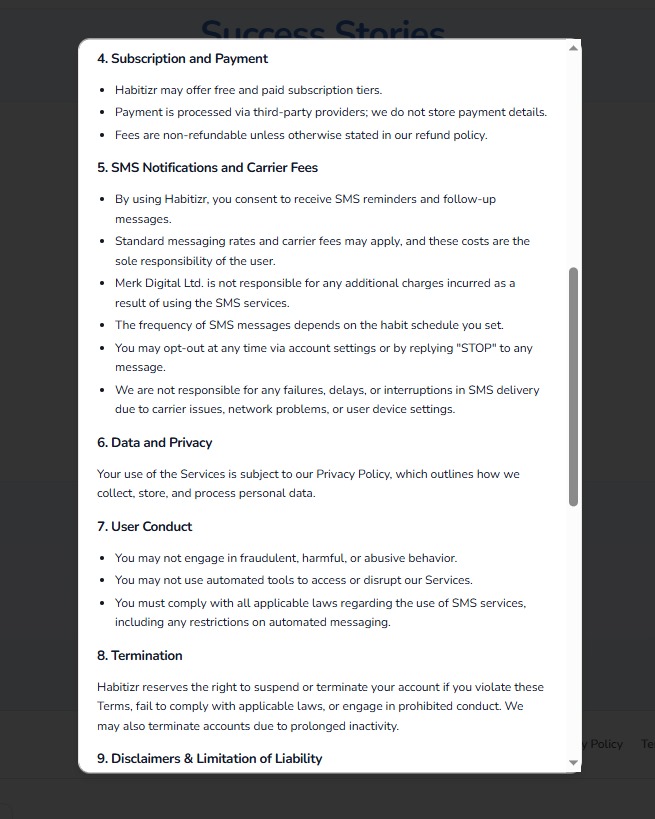 Success Stories
4. Subscription and Payment
• Habitizr may offer free and paid subscription tiers.
• Payment is processed via third-party providers; we do not store payment details.
• Fees are non-refundable unless otherwise stated in our refund policy.
5. SMS Notifications and Carrier Fees
• By using Habitizr, you consent to receive SMS reminders and follow-up
messages.
• Standard messaging rates and carrier fees may apply, and these costs are the
sole responsibility of the user.
• Merk Digital Ltd. is not responsible for any additional charges incurred as a
result of using the SMS services.
• The frequency of SMS messages depends on the habit schedule you set.
• You may opt-out at any time via account settings or by replying "STOP" to any
message.
• We are not responsible for any failures, delays, or interruptions in SMS delivery
due to carrier issues, network problems, or user device settings.
6. Data and Privacy
Your use of the Services is subject to our Privacy Policy, which outlines how we
collect, store, and process personal data.
7. User Conduct
• You may not engage in fraudulent, harmful, or abusive behavior.
• You may not use automated tools to access or disrupt our Services.
• You must comply with all applicable laws regarding the use of SMS services,
including any restrictions on automated messaging.
8. Termination
Habitizr reserves the right to suspend or terminate your account if you violate these
Terms, fail to comply with applicable laws, or engage in prohibited conduct. We
may also terminate accounts due to prolonged inactivity.
y Policy Te
9. Disclaimers & Limitation of Liability